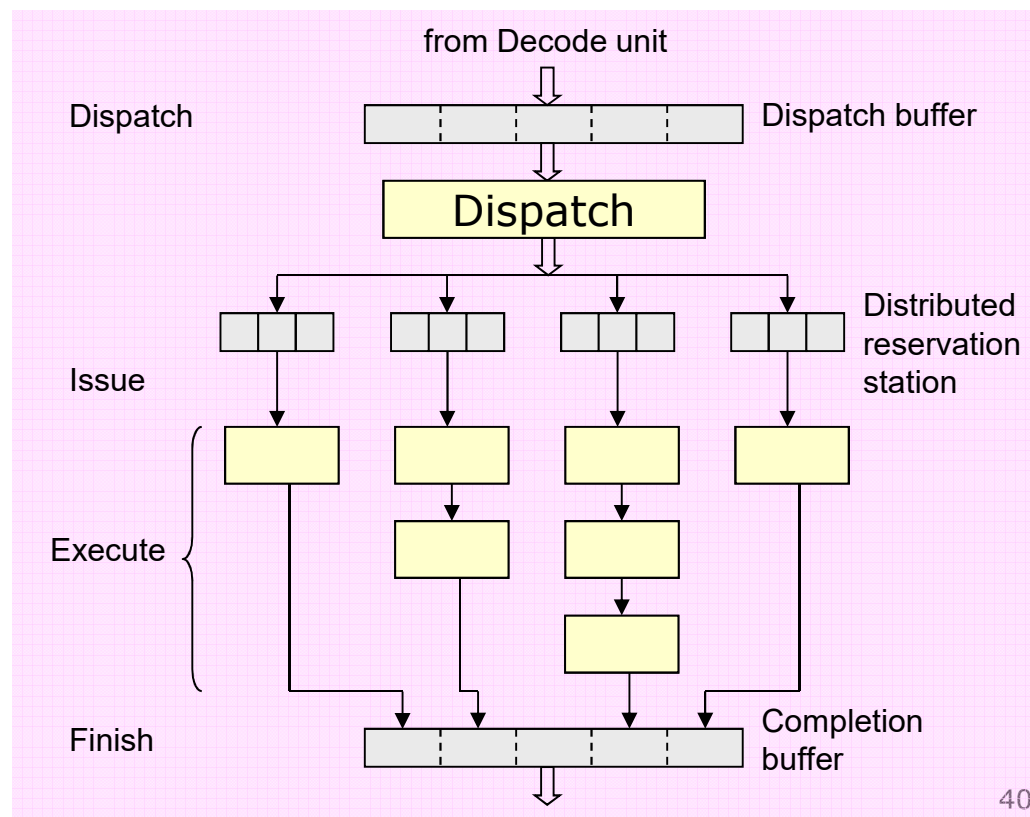 from Decode unit
Dispatch
Dispatch buffer
Dispatch
Distributed
reservation
station
Issue
Execute
Completion
buffer
Finish
40